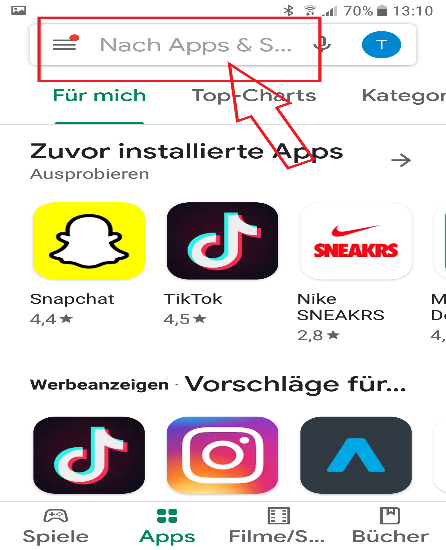 70% 13:10
Nach Apps & S... T
Für mich Top-Charts Kategor
Zuvor installierte Apps
Ausprobieren
SNEAKRS
Snapchat TikTok Nike M
SNEAKRS D
4,4★ 4,5★ 2,8★ 4,
Werbeanzeigen · Vorschläge für...
Spiele Apps Filme/S... Bücher